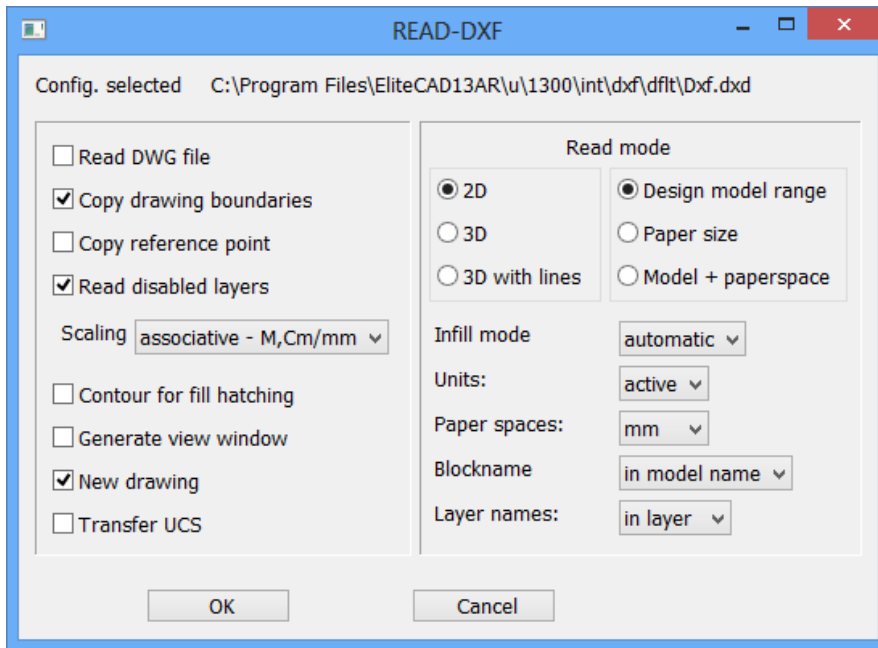 READ-DXF
Config. selected C:\Program Files\EliteCAD13AR\u\1300\int\dxf\dflt\Dxf.dxd
Read DWG file
Copy drawing boundaries
Copy reference point
Read disabled layers
Scaling associative - M,Cm/mm
Contour for fill hatching
Generate view window
New drawing
Transfer UCS
Read mode
2D
3D
3D with lines
Design model range
Paper size
Model + paperspace
Infill mode automatic
Units: active
Paper spaces: mm
Blockname in model name
Layer names: in layer
OK
Cancel